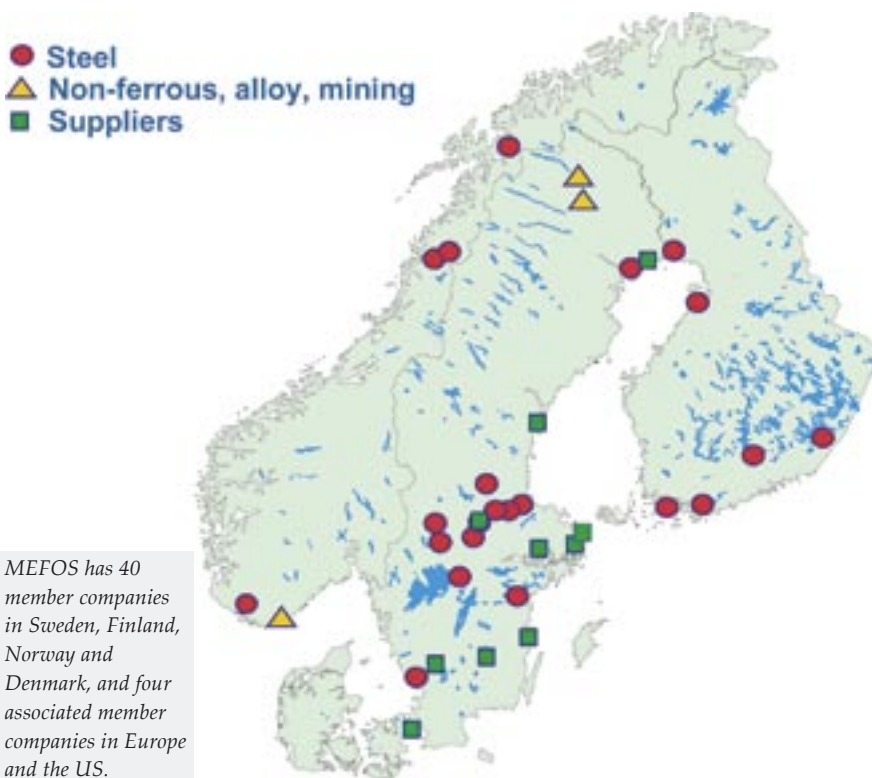 Steel
Non-ferrous, alloy, mining
Suppliers
MEFOS has 40
member companies
in Sweden, Finland,
Norway and
Denmark, and four
associated member
companies in Europe
and the US.